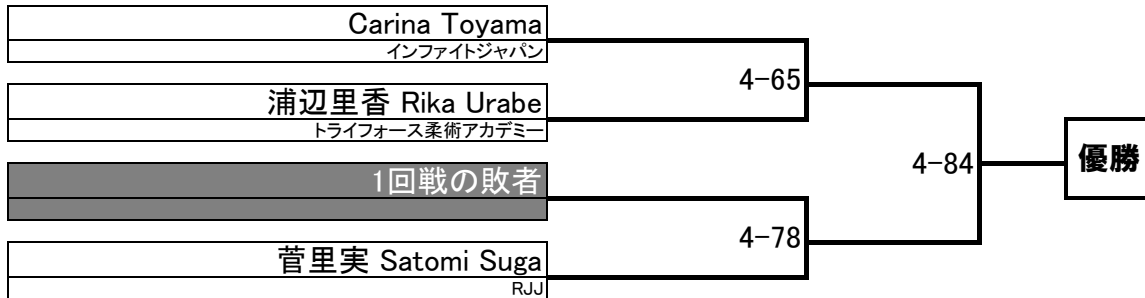 Carina Toyama
インファイトジャパン
4-65
浦辺里香 Rika Urabe
トライフォース柔術アカデミー
4-84
優勝
1回戦の敗者
4-78
菅里実 Satomi Suga
RJJ